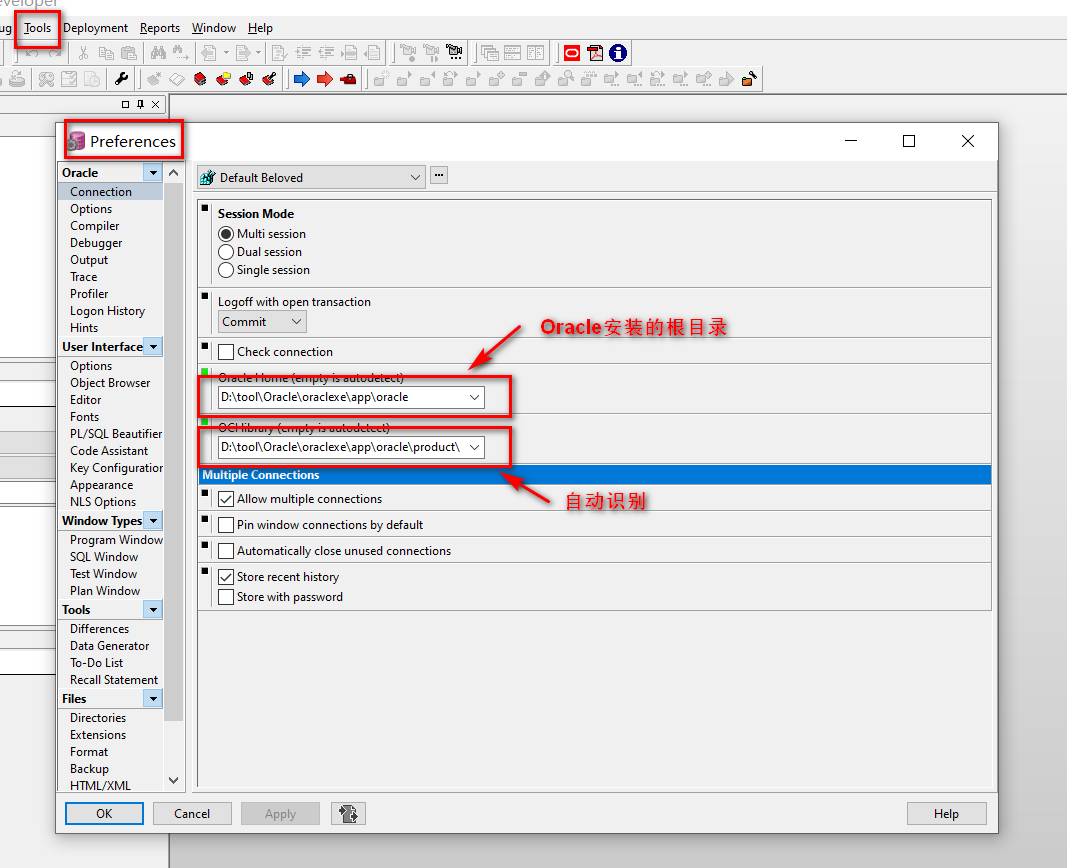 eveloper
ug Tools Deployment Reports Window Help
Preferences
Oracle
Connection
Options
Compiler
Debugger
Output
Trace
Profiler
Logon History
Hints
User Interface
Options
Object Browser
Editor
Fonts
PL/SQL Beautifier
Code Assistant
Key Configuration
Appearance
NLS Options
Window Types
Program Window
SQL Window
Test Window
Plan Window
Tools
Differences
Data Generator
To-Do List
Recall Statement
Files
Directories
Extensions
Format
Backup
HTML/XML
Default Beloved
Session Mode
Multi session
Dual session
Single session
Logoff with open transaction
Commit
Oracle安装的根目录
Check connection
Oracle Home (empty is autodetect)
D:\tool\Oracle\oraclexe\app\oracle
OCI library (empty is autodetect)
D:\tool\Oracle\oraclexe\app\oracle\product\
Multiple Connections
自动识别
Allow multiple connections
Pin window connections by default
Automatically close unused connections
Store recent history
Store with password
OK Cancel Apply Help